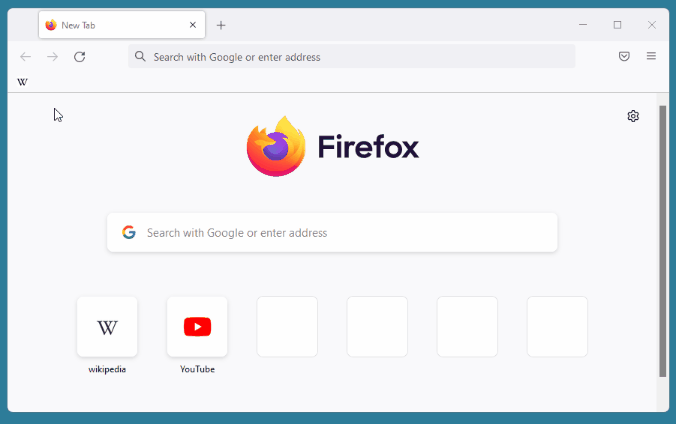 New Tab
Search with Google or enter address
W
Firefox
Search with Google or enter address
W
wikipedia
YouTube